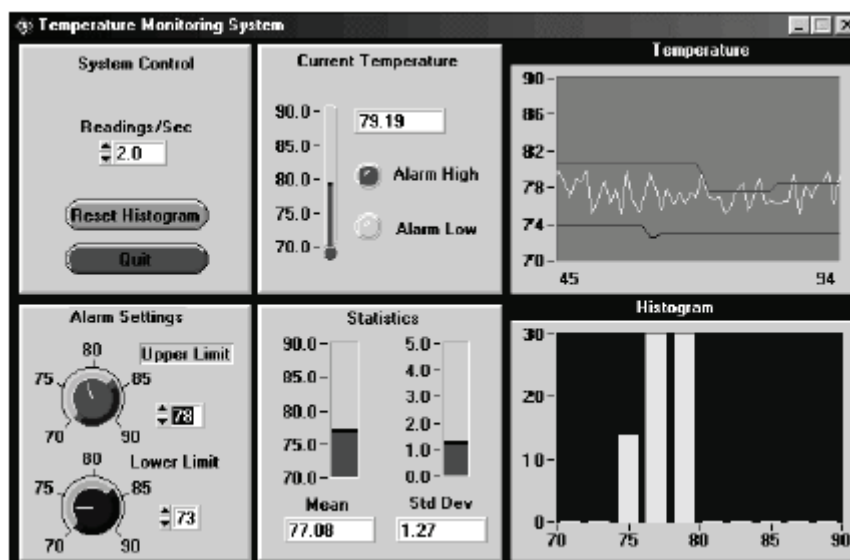 Temperature Monitoring System
System Control
Readings/Sec
2.0
Reset Histogram
Quit
Current Temperature
90.0
85.0
80.0
75.0
70.0
79.19
Alarm High
Alarm Low
Temperature
90
86
82
78
74
70
45 94
Alarm Settings
80
75 85
70 90
Upper Limit
78
80
75 85
70 90
Lower Limit
73
Statistics
90.0
85.0
80.0
75.0
70.0
Mean
77.08
5.0
4.0
3.0
2.0
1.0
0.0
Std Dev
1.27
Histogram
30
20
10
0
70 75 80 85 90